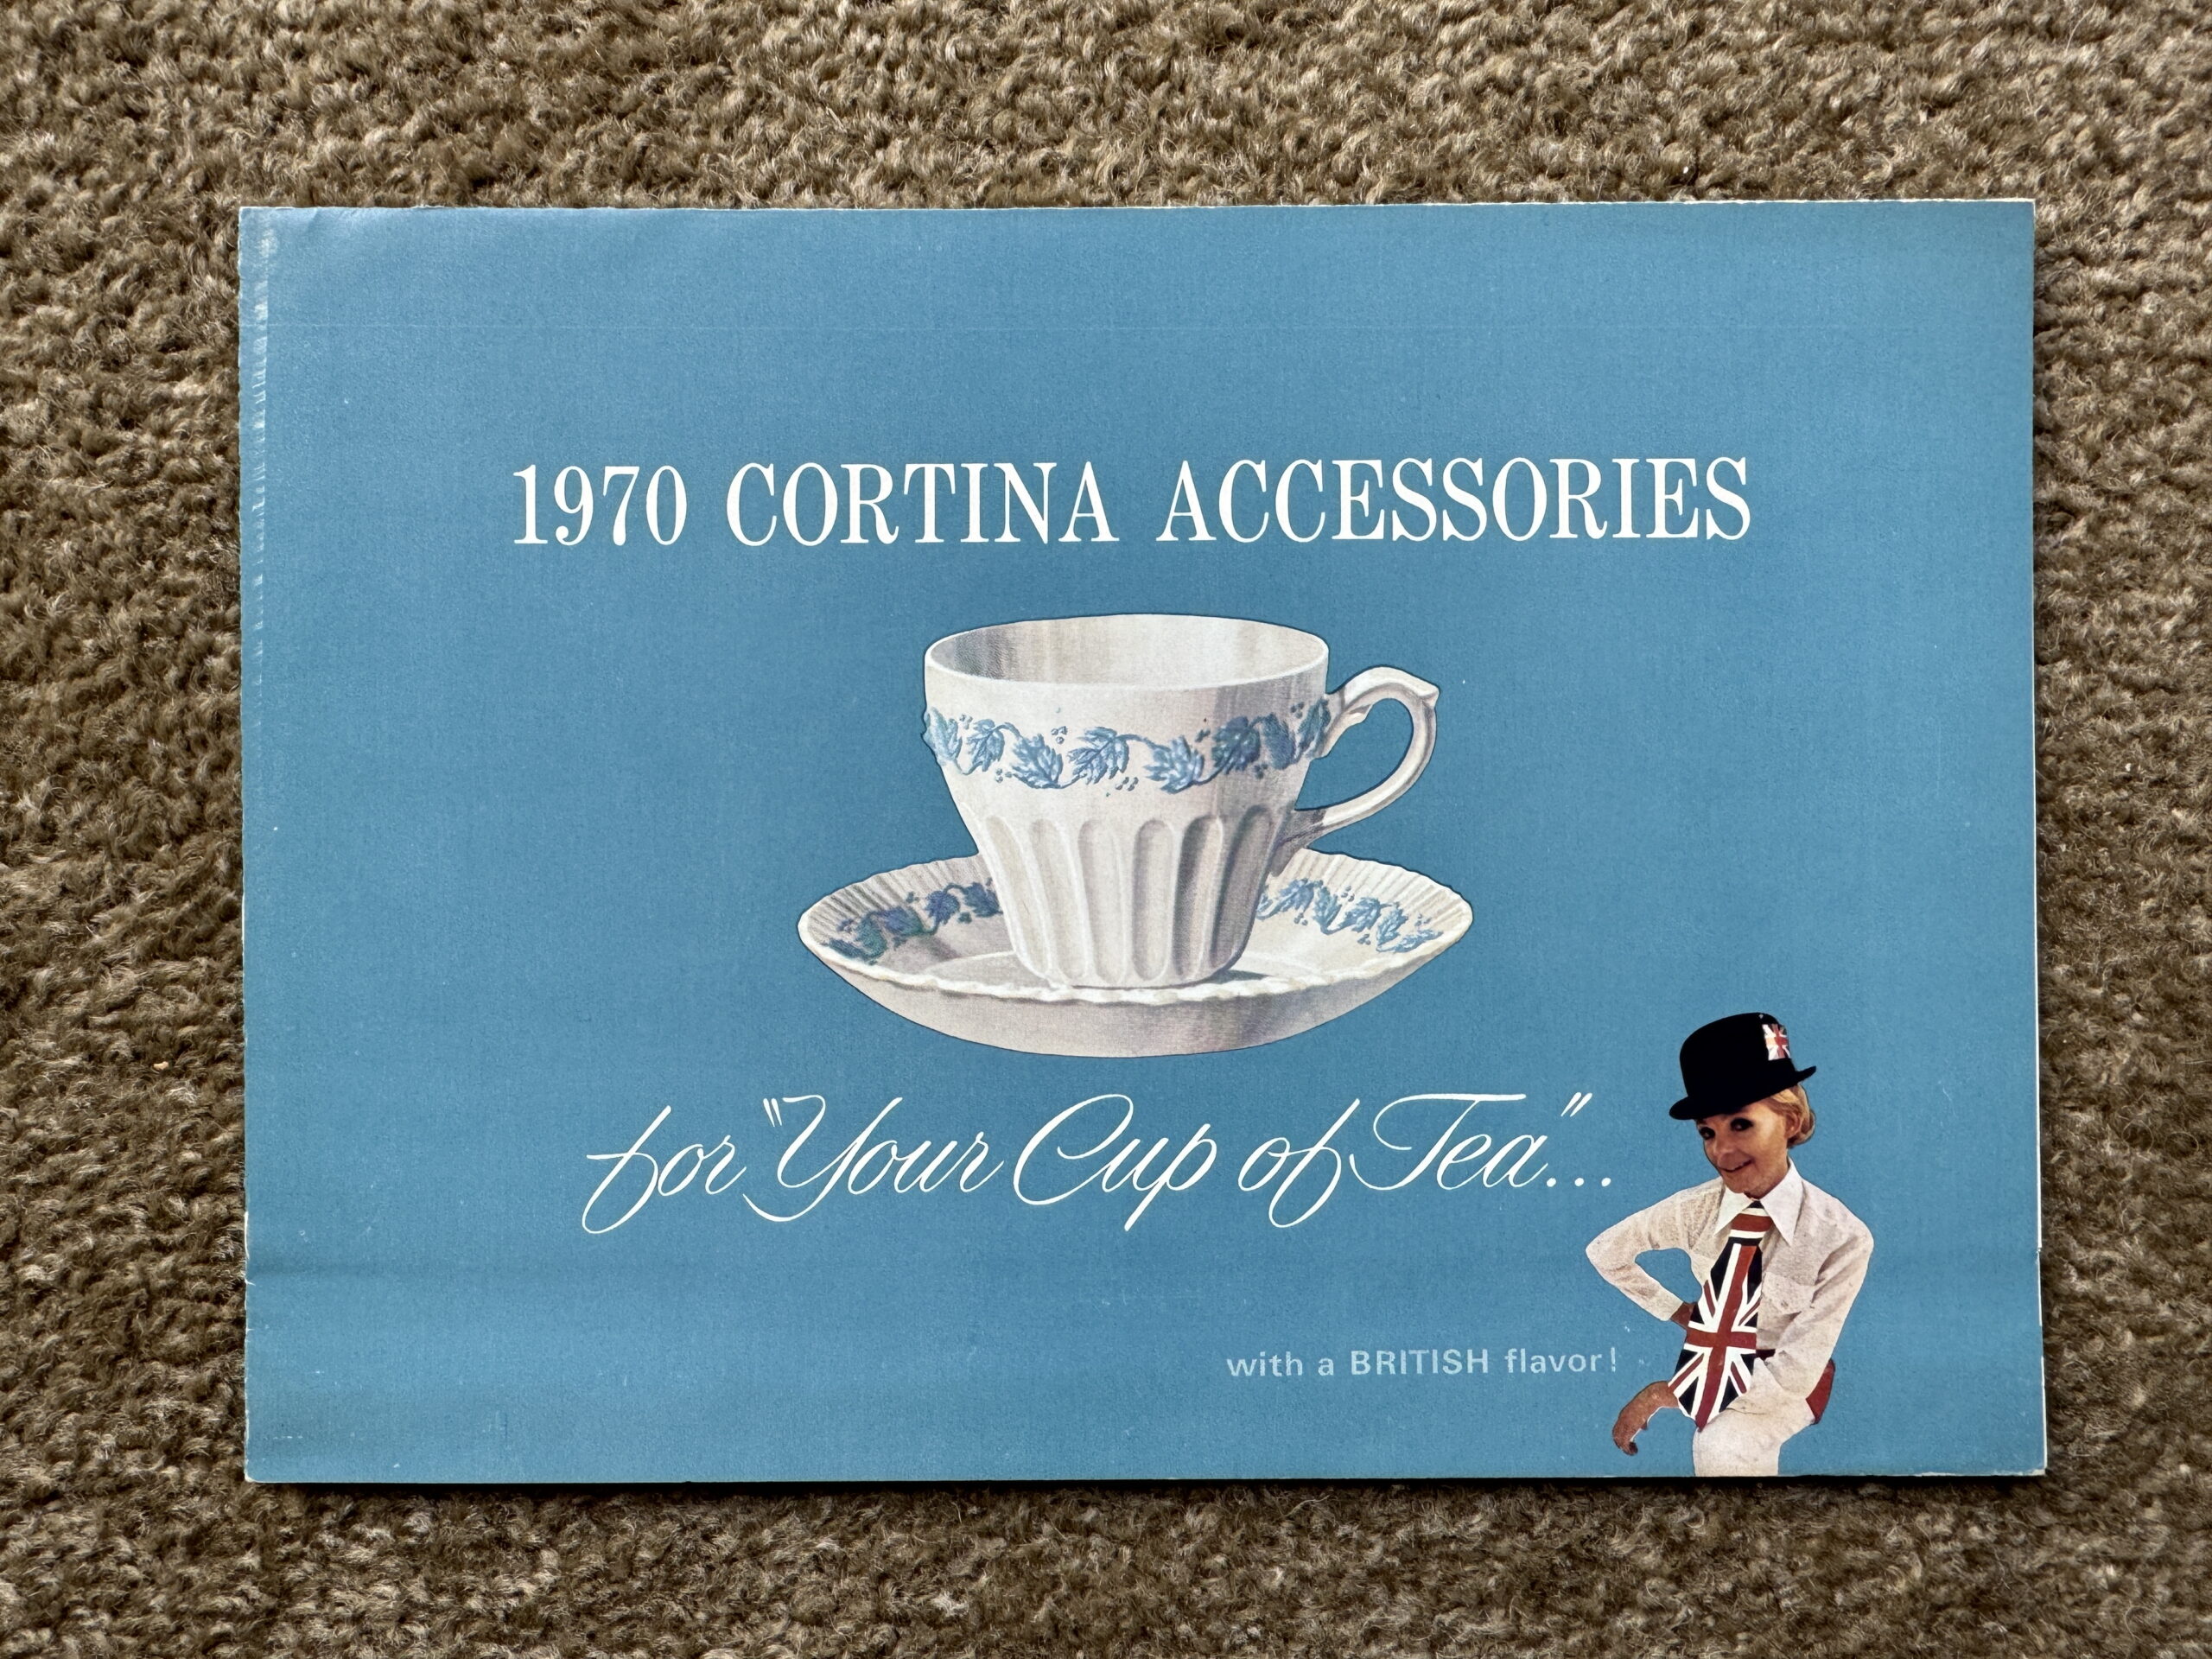 1970 CORTINA ACCESSORIES
for "Your Cup of Tea"...
with a BRITISH flavor!